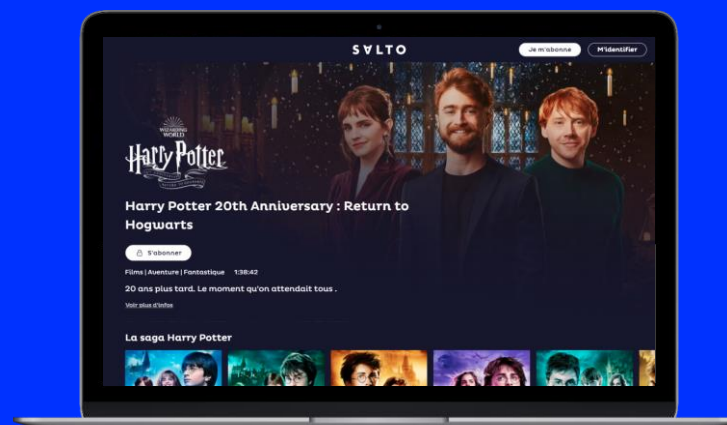 SALTO
Je m'abonne
M'identifier
WIZARDING
WORLD
Harry Potter
Harry Potter 20th Anniversary : Return to
Hogwarts
S'abonner
Films | Aventure | Fantastique 1:38:42
20 ans plus tard. Le moment qu'on attendait tous .
Voir plus d'infos
La saga Harry Potter